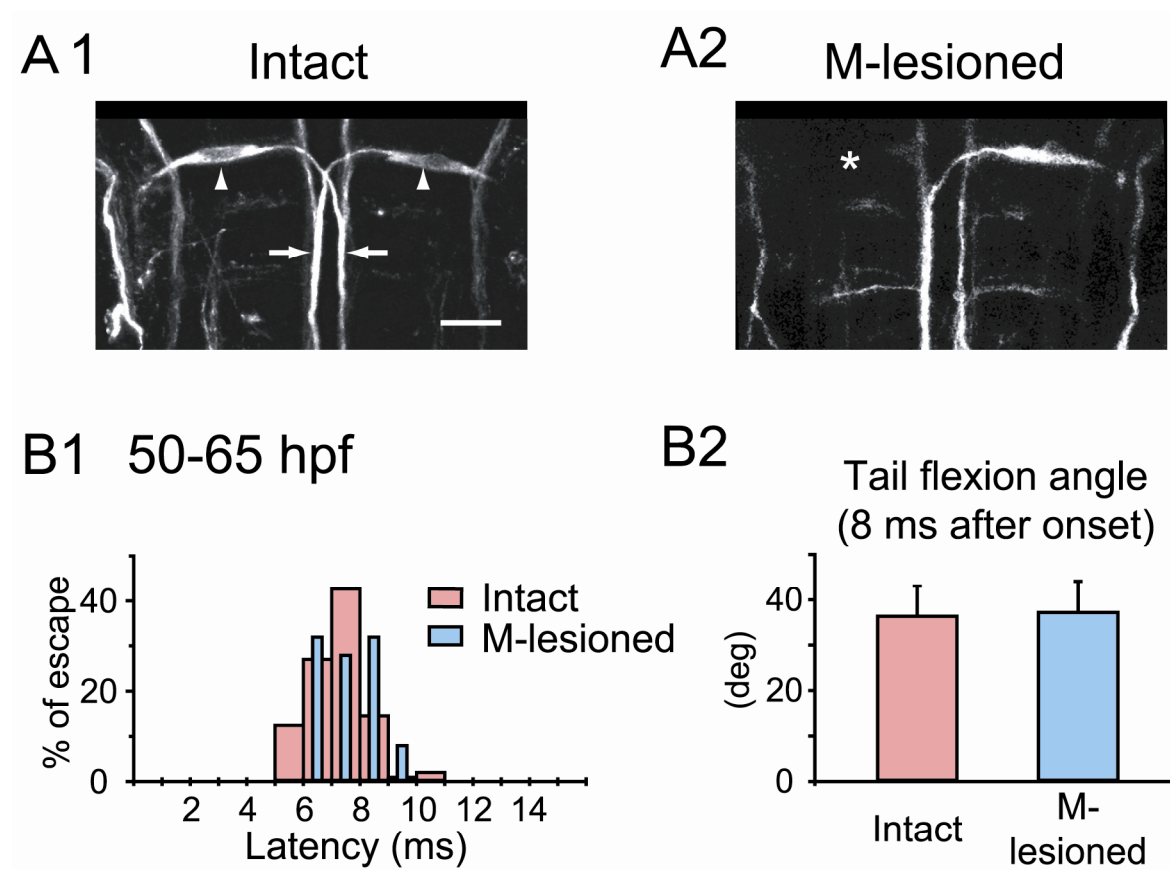 A1 Intact
A2 M-lesioned
*
B1 50-65 hpf
% of escape
40
20
0
2 4 6 8 10 12 14
Latency (ms)
Intact
M-lesioned
B2
Tail flexion angle
(8 ms after onset)
(deg)
40
20
0
Intact
M-
lesioned